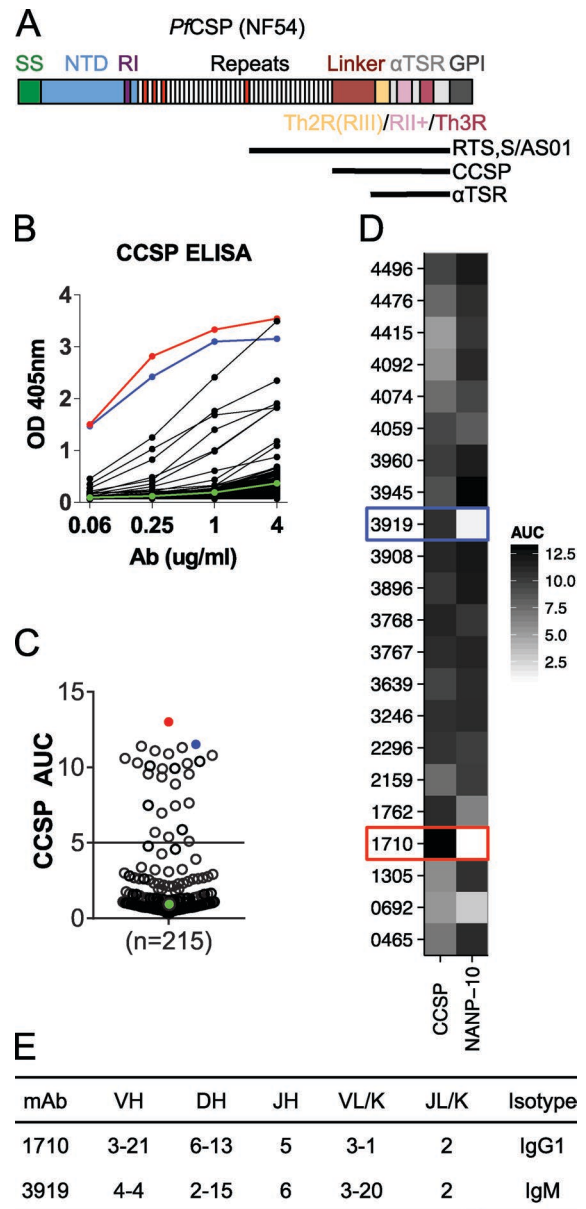 A
PfCSP (NF54)
SS NTD RI Repeats Linker αTSR GPI
Th2R(RIII)/RII+/Th3R
RTS,S/AS01
CCSP
αTSR
B
CCSP ELISA
OD 405nm
4
3
2
1
0
0.06 0.25 1 4
Ab (ug/ml)
C
CCSP AUC
15
10
5
0
(n=215)
D
4496
4476
4415
4092
4074
4059
3960
3945
3919
3908
3896
3768
3767
3639
3246
2296
2159
1762
1710
1305
0692
0465
CCSP
NANP-10
AUC
12.5
10.0
7.5
5.0
2.5
E
mAb VH DH JH VL/K JL/K Isotype
1710 3-21 6-13 5 3-1 2 IgG1
3919 4-4 2-15 6 3-20 2 IgM